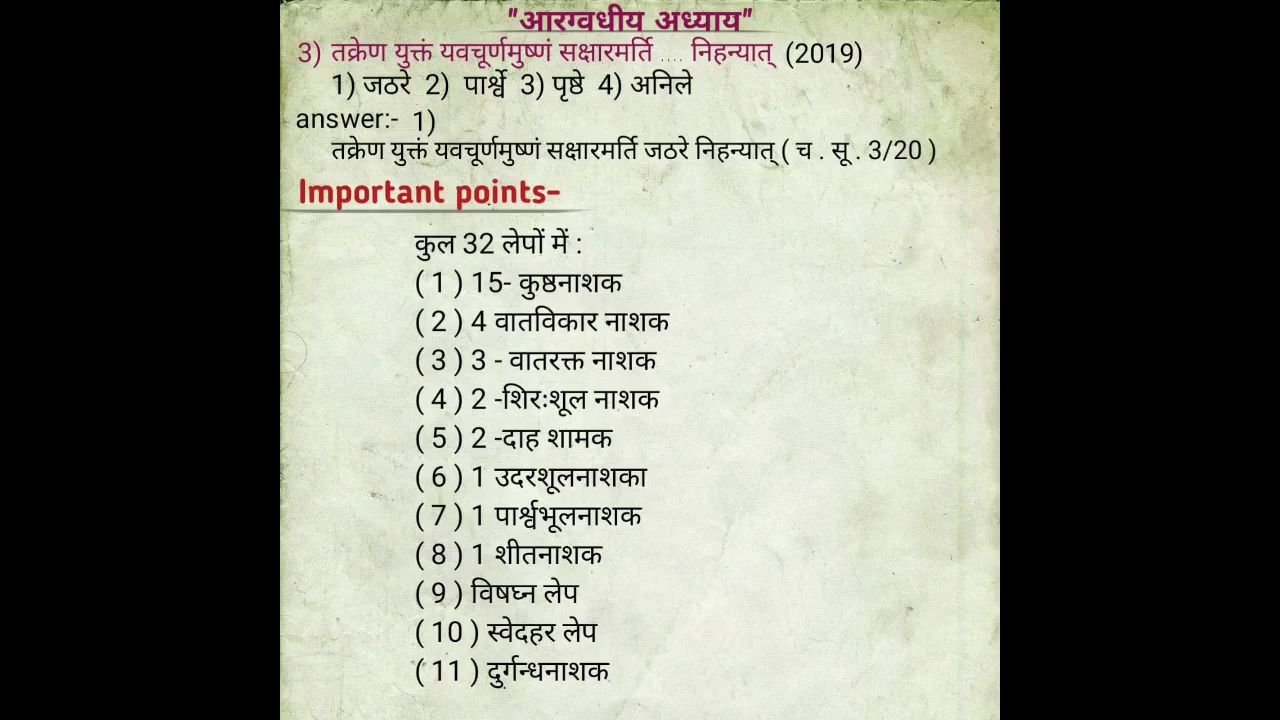 "आरग्वधीय अध्याय"
3) तक्रेण युक्तं यवचूर्णमुष्णं सक्षारमर्ति .... निहन्यात् (2019)
1) जठरे 2) पार्श्वे 3) पृष्ठे 4) अनिले
answer:- 1)
तक्रेण युक्तं यवचूर्णमुष्णं सक्षारमर्ति जठरे निहन्यात् ( च . सू . 3/20 )
Important points-
कुल 32 लेपों में :
( 1 ) 15- कुष्ठनाशक
( 2 ) 4 वातविकार नाशक
( 3 ) 3 - वातरक्त नाशक
( 4 ) 2 -शिरःशूल नाशक
( 5 ) 2 -दाह शामक
( 6 ) 1 उदरशूलनाशका
( 7 ) 1 पार्श्वभूलनाशक
( 8 ) 1 शीतनाशक
( 9 ) विषघ्न लेप
( 10 ) स्वेदहर लेप
( 11 ) दुर्गन्धनाशक